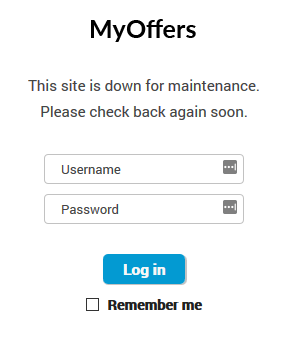 MyOffers
This site is down for maintenance.
Please check back again soon.
Username
Password
Log in
Remember me